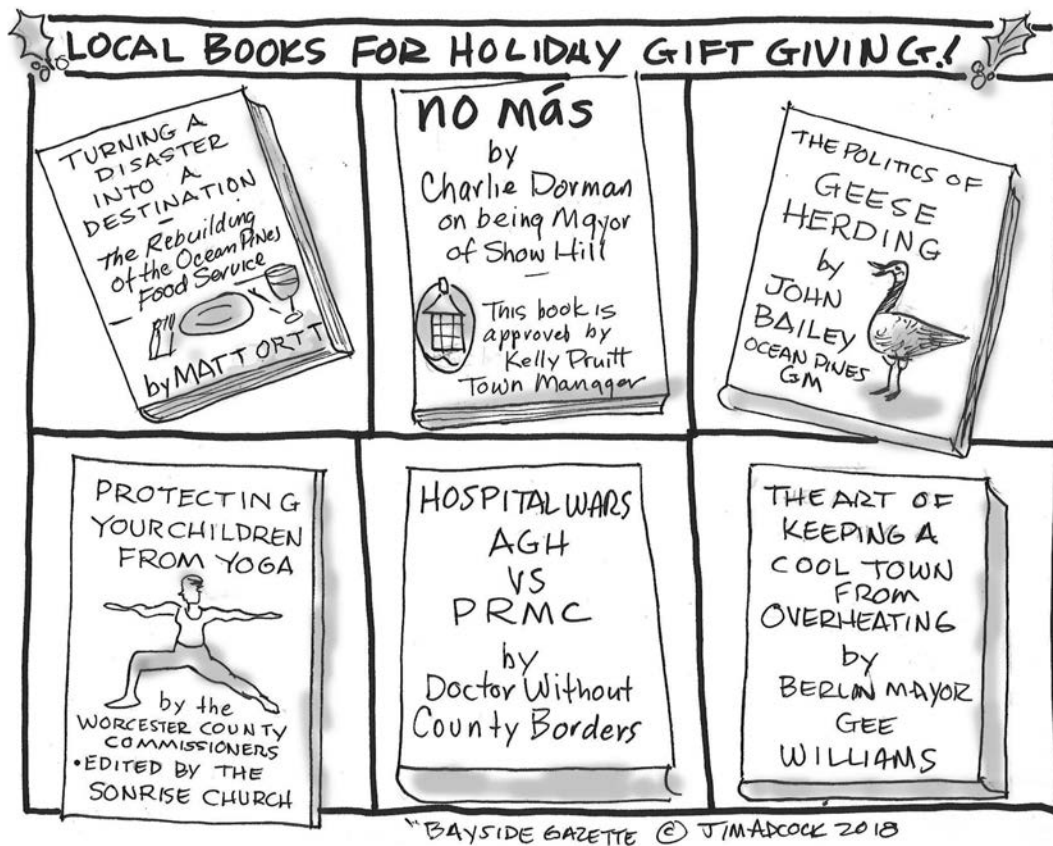 LOCAL BOOKS FOR HOLIDAY GIFT GIVING!
TURNING A
DISASTER
INTO A
DESTINATION
The Rebuilding
of the Ocean Pines
Food Service
by MATT ORTT
no más
by
Charlie Dorman
on being Mayor
of Show Hill
This book is
approved by
Kelly Pruitt
Town Manager
THE POLITICS OF
GEESE
HERDING
by
JOHN
BAILEY
OCEAN PINES
GM
PROTECTING
YOUR CHILDREN
FROM YOGA
by the
WORCESTER COUNTY
COMMISSIONERS
• EDITED BY THE
SONRISE CHURCH
HOSPITAL WARS
AGH
VS
PRMC
by
Doctor Without
County Borders
THE ART OF
KEEPING A
COOL TOWN
FROM
OVERHEATING
by
BERLIN MAYOR
GEE
WILLIAMS
BAYSIDE GAZETTE © JIM ADCOCK 2018